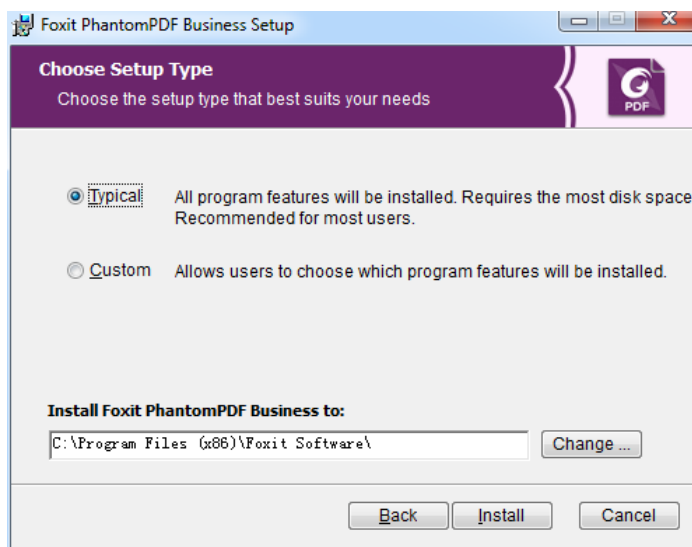 Foxit PhantomPDF Business Setup
Choose Setup Type
Choose the setup type that best suits your needs
PDF
Typical
All program features will be installed. Requires the most disk space
Recommended for most users.
Custom
Allows users to choose which program features will be installed.
Install Foxit PhantomPDF Business to:
C:\Program Files (x86)\Foxit Software\
Change ...
Back
Install
Cancel